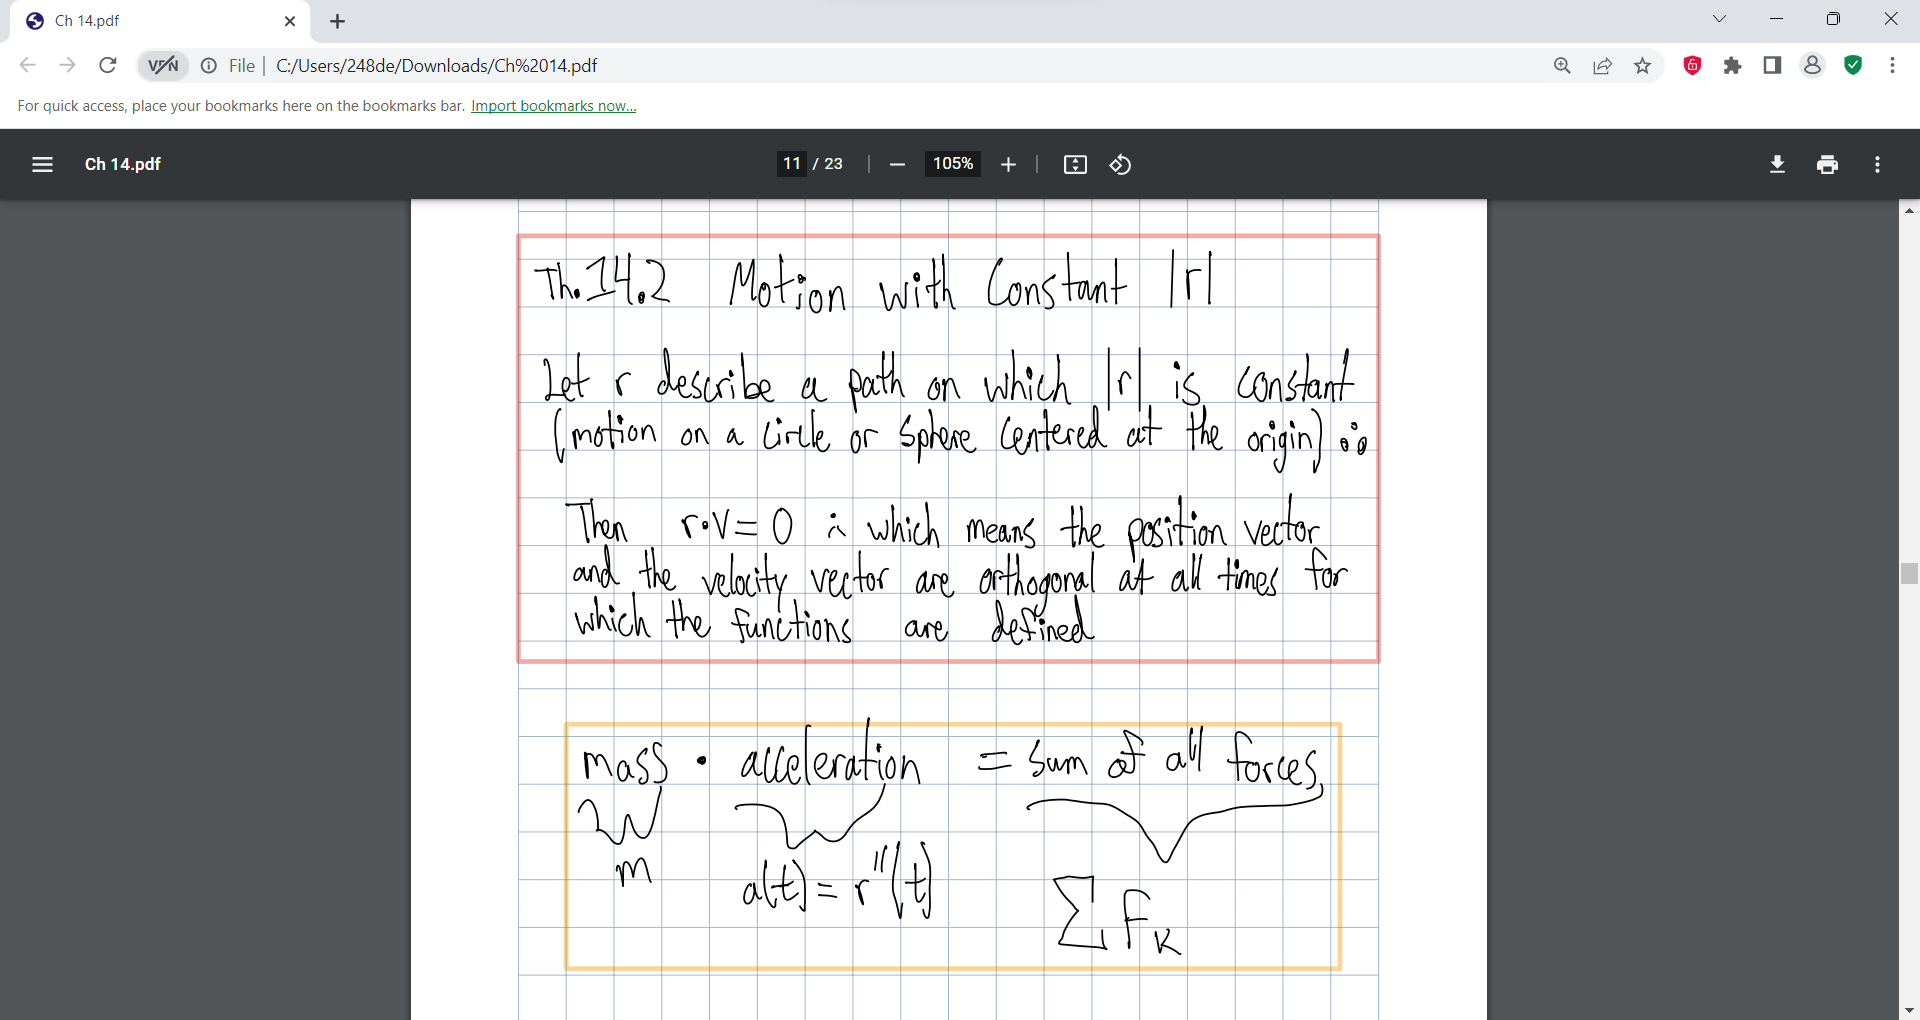 Ch 14.pdf
VPN File C:/Users/248de/Downloads/Ch%2014.pdf
For quick access, place your bookmarks here on the bookmarks bar. Import bookmarks now...
Ch 14.pdf 11 / 23 105%
Th. 14.2 Motion with Constant |r|
Let r describe a path on which |r| is constant
(motion on a circle or sphere centered at the origin)
Then r•V = 0 which means the position vector
and the velocity vector are orthogonal at all times for
which the functions are defined
mass • acceleration = sum of all forces
m a(t) = r''(t) ∑ F_K